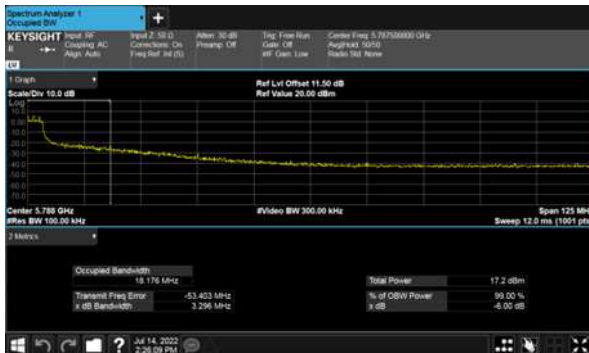 Spectrum Analyzer 1
Occupied BW
+
KEYSIGHT Input: RF Input Z: 50 Ω Atten: 30 dB Trig: Free Run Center Freq: 5.787500000 GHz
R Coupling: AC Corrections: On Preamp: Off Gate: Off Avg|Hold: 50/50
Align: Auto Freq Ref: Int (S) #IF Gain: Low Radio Std: None
1 Graph
Ref Lvl Offset 11.50 dB
Scale/Div 10.0 dB Ref Value 20.00 dBm
Log
Center 5.788 GHz #Video BW 300.00 kHz Span 125 MH
#Res BW 100.00 kHz Sweep 12.0 ms (1001 pts
2 Metrics
Occupied Bandwidth
18.176 MHz Total Power 17.2 dBm
Transmit Freq Error -53.403 MHz % of OBW Power 99.00 %
x dB Bandwidth 3.296 MHz x dB -6.00 dB
? Jul 14, 2022
2:26:09 PM